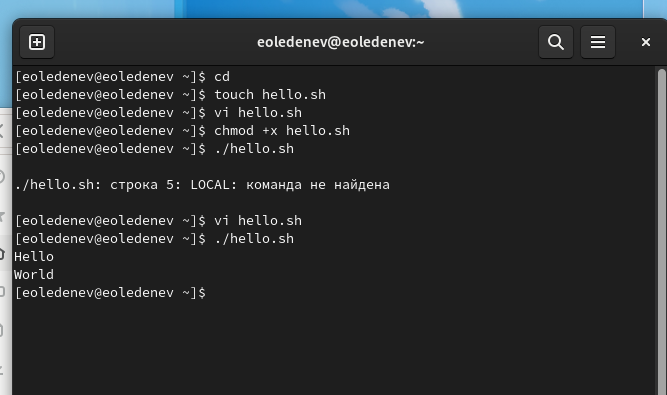 eoledenev@eoledenev:~
[eoledenev@eoledenev ~]$ cd
[eoledenev@eoledenev ~]$ touch hello.sh
[eoledenev@eoledenev ~]$ vi hello.sh
[eoledenev@eoledenev ~]$ chmod +x hello.sh
[eoledenev@eoledenev ~]$ ./hello.sh
./hello.sh: строка 5: LOCAL: команда не найдена
[eoledenev@eoledenev ~]$ vi hello.sh
[eoledenev@eoledenev ~]$ ./hello.sh
Hello
World
[eoledenev@eoledenev ~]$